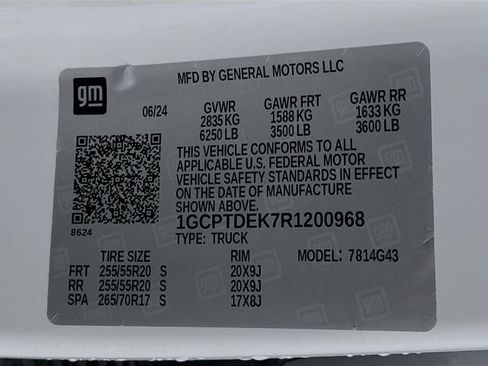 gm
MFD BY GENERAL MOTORS LLC
06/24 GVWR GAWR FRT GAWR RR
2835 KG 1588 KG 1633 KG
6250 LB 3500 LB 3600 LB
THIS VEHICLE CONFORMS TO ALL
APPLICABLE U.S. FEDERAL MOTOR
VEHICLE SAFETY STANDARDS IN EFFECT
ON THE DATE OF MANUFACTURE
SHOWN ABOVE.
1GCPTDEK7R1200968
8624
TYPE: TRUCK MODEL: 7814G43
TIRE SIZE RIM
FRT 255/55R20 S 20X9J
RR 255/55R20 S 20X9J
SPA 265/70R17 S 17X8J